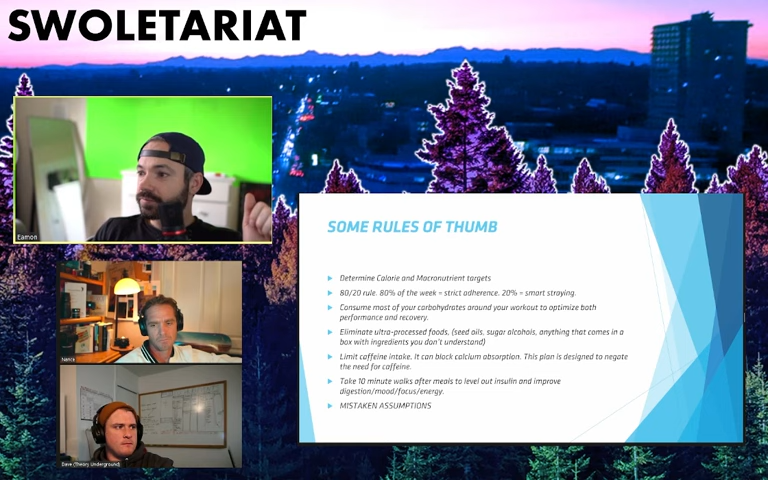 SWOLETARIAT
Eamon
SOME RULES OF THUMB
Determine Calorie and Macronutrient targets
80/20 rule. 80% of the week = strict adherence. 20% = smart straying.
Consume most of your carbohydrates around your workout to optimize both
performance and recovery.
Eliminate ultra-processed foods, (seed oils, sugar alcohols, anything that comes in a
box with ingredients you don't understand)
Limit caffeine intake. It can block calcium absorption. This plan is designed to negate
the need for caffeine.
Take 10 minute walks after meals to level out insulin and improve
digestion/mood/focus/energy.
MISTAKEN ASSUMPTIONS
Dave (Theory Underground)